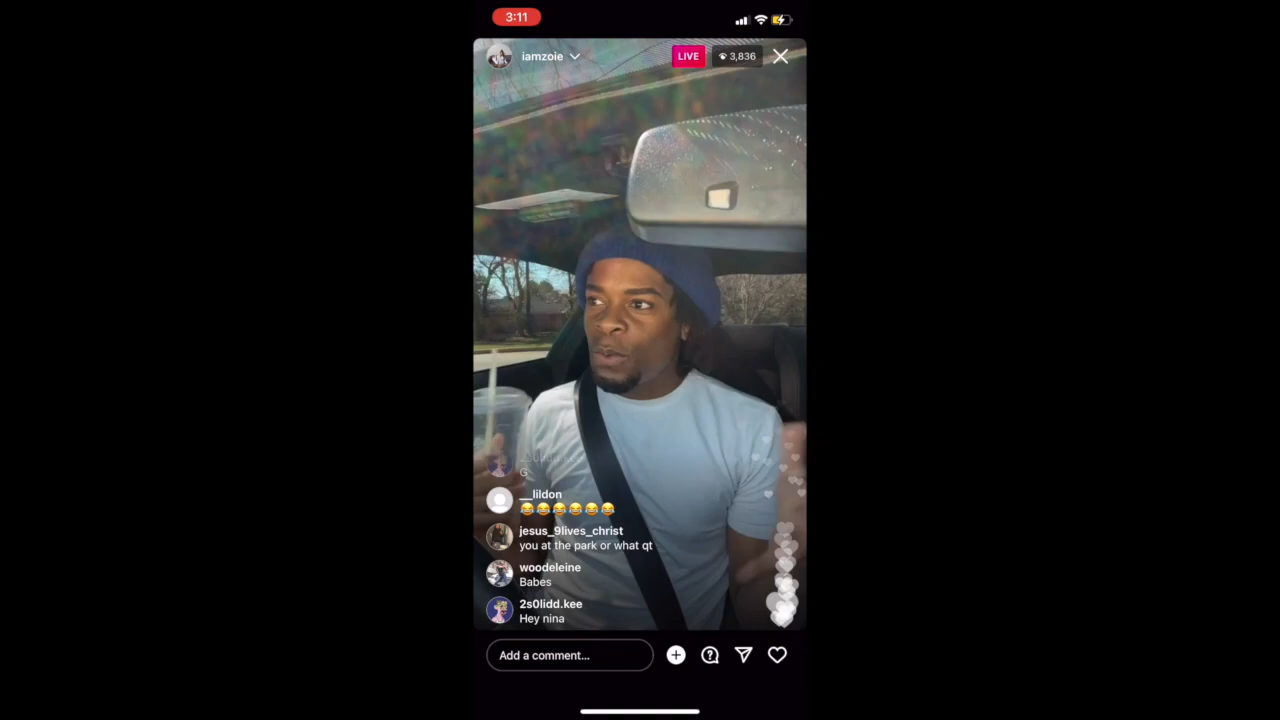 3:11
iamzoie
LIVE
3,836
G
__lildon
😂😂😂😂😂😂
jesus_9lives_christ
you at the park or what qt
woodeleine
Babes
2s0lidd.kee
Hey nina
Add a comment...